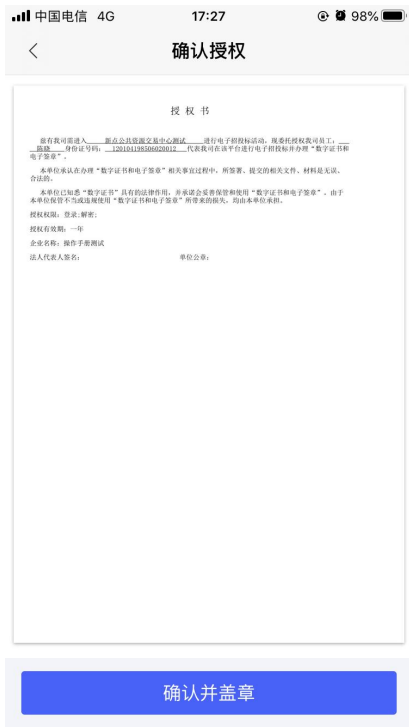 中国电信 4G 17:27 98%
确认授权
授 权 书
兹有我司需进入 新点公共资源交易中心测试 进行电子招投标活动，现委托授权我司员工：
陈晓 身份证号码： 120104198506020012 代表我司在该平台进行电子招投标并办理“数字证书和
电子签章”。
本单位承认在办理“数字证书和电子签章”相关事宜过程中，所签署、提交的相关文件、材料是无误、
合法的。
本单位已知悉“数字证书”具有的法律作用，并承诺会妥善保管和使用“数字证书和电子签章”。由于
本单位保管不当或违规使用“数字证书和电子签章”所带来的损失，均由本单位承担。
授权权限：登录;解密;
授权有效期：一年
企业名称：操作手册测试
法人代表人签名： 单位公章：
确认并盖章